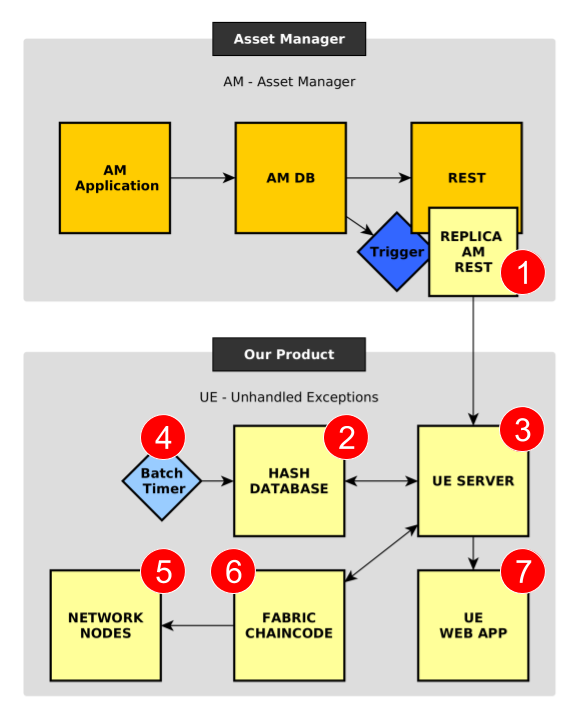 Asset Manager
AM - Asset Manager
AM
Application
AM DB
REST
Trigger
REPLICA
AM
REST
1
Our Product
UE - Unhandled Exceptions
4
Batch
Timer
2
HASH
DATABASE
3
UE SERVER
5
NETWORK
NODES
6
FABRIC
CHAINCODE
7
UE
WEB APP